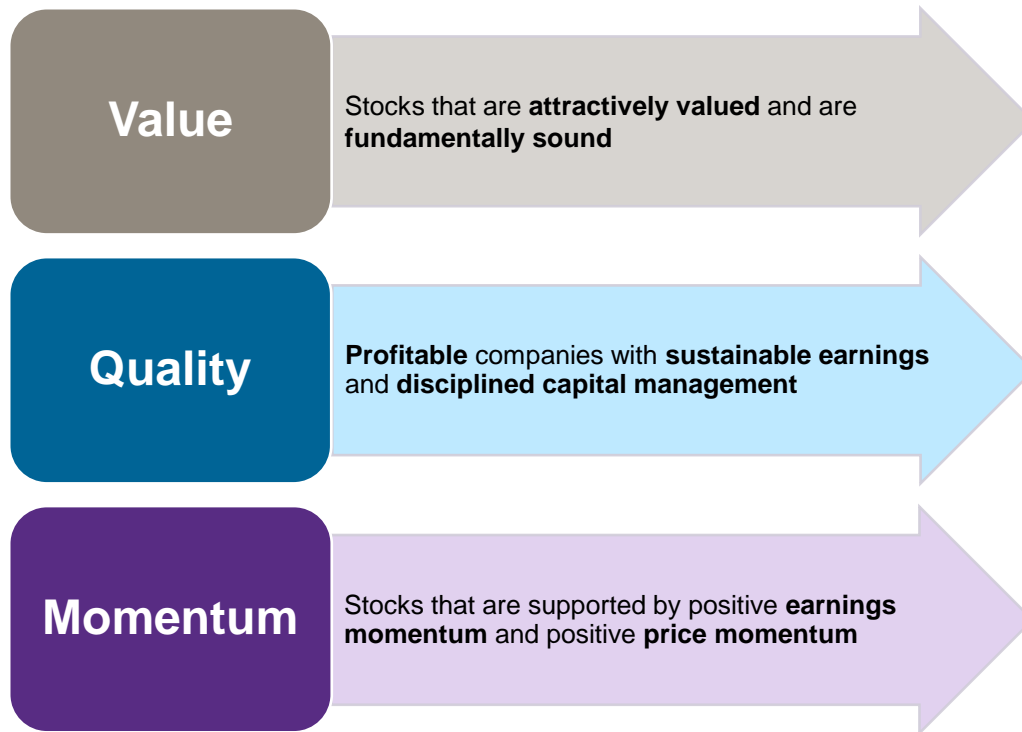 Value
Stocks that are attractively valued and are
fundamentally sound
Quality
Profitable companies with sustainable earnings
and disciplined capital management
Momentum
Stocks that are supported by positive earnings
momentum and positive price momentum